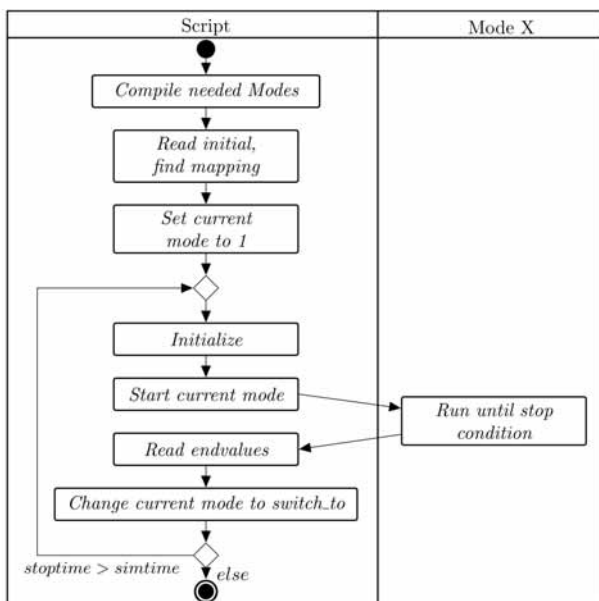 Script
Mode X
Compile needed Modes
Read initial,
find mapping
Set current
mode to 1
Initialize
Start current mode
Run until stop
condition
Read endvalues
Change current mode to switch_to
stoptime > simtime
else